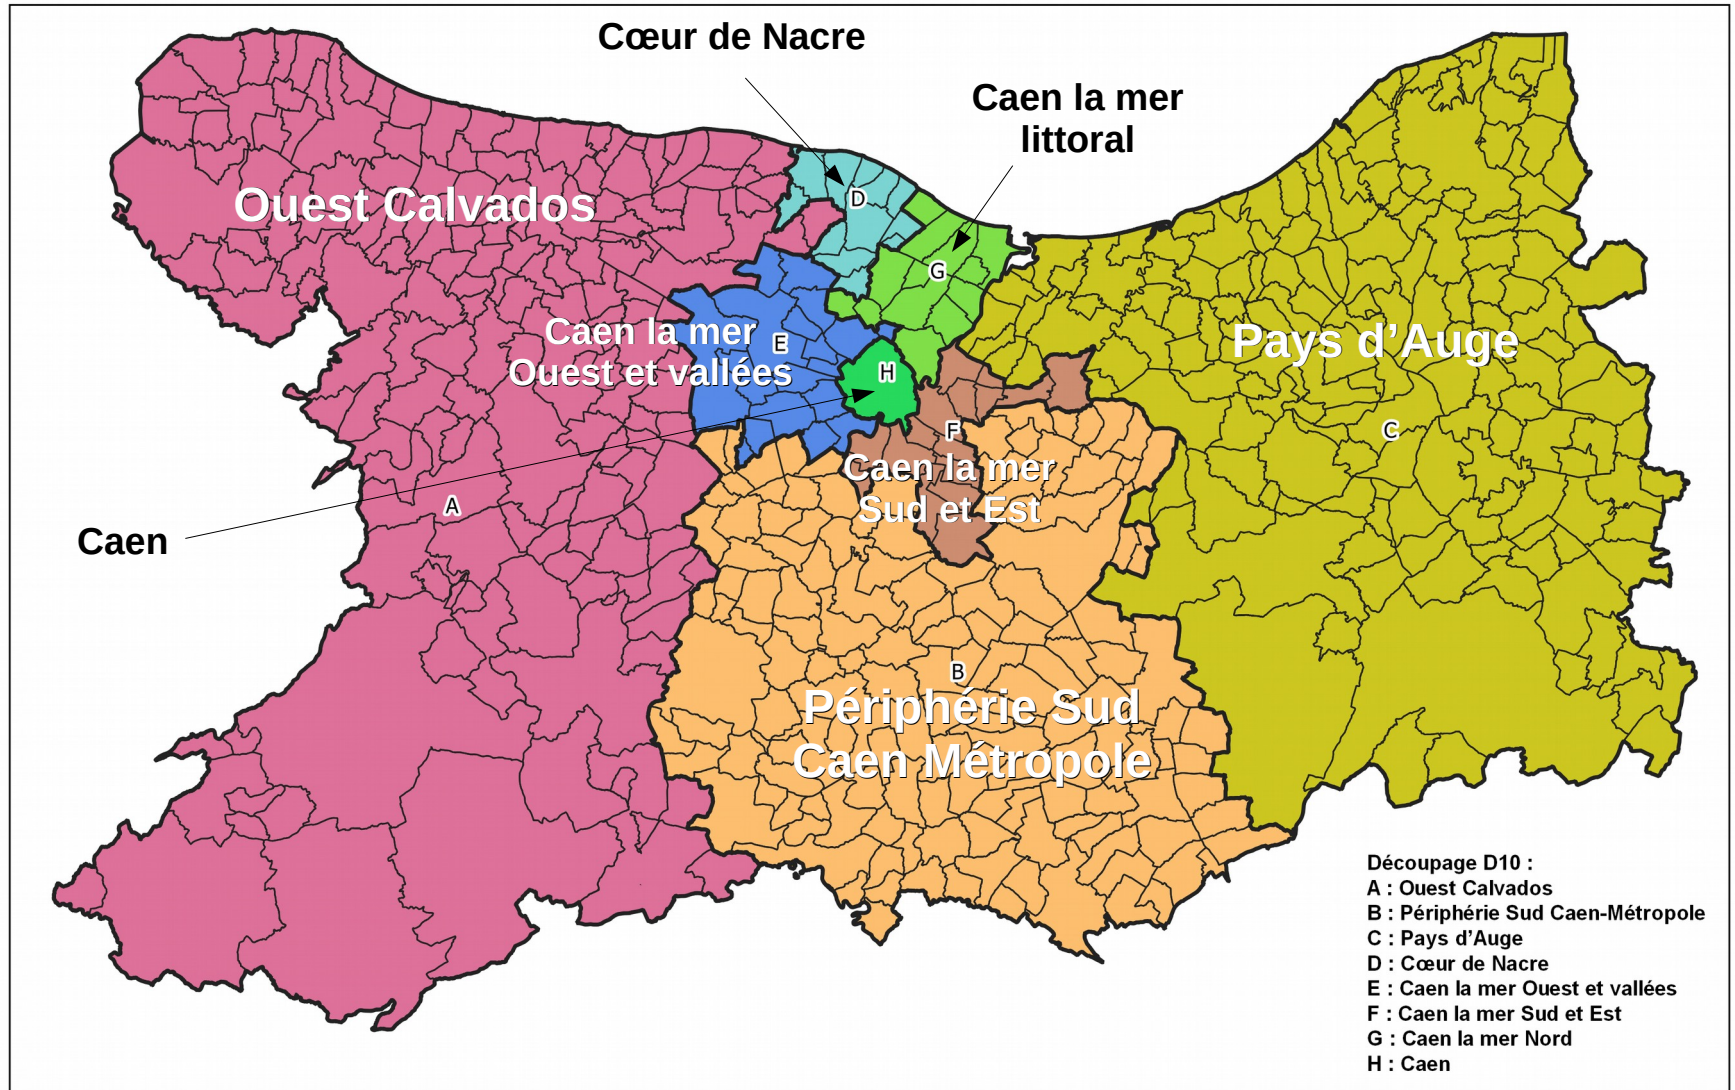 Cœur de Nacre
Caen la mer
littoral
D
Ouest Calvados
G
Caen la mer
Ouest et vallées
E
H
Pays d’Auge
C
F
Caen la mer
Sud et Est
A
Caen
B
Périphérie Sud
Caen Métropole
Découpage D10 :
A : Ouest Calvados
B : Périphérie Sud Caen-Métropole
C : Pays d’Auge
D : Cœur de Nacre
E : Caen la mer Ouest et vallées
F : Caen la mer Sud et Est
G : Caen la mer Nord
H : Caen